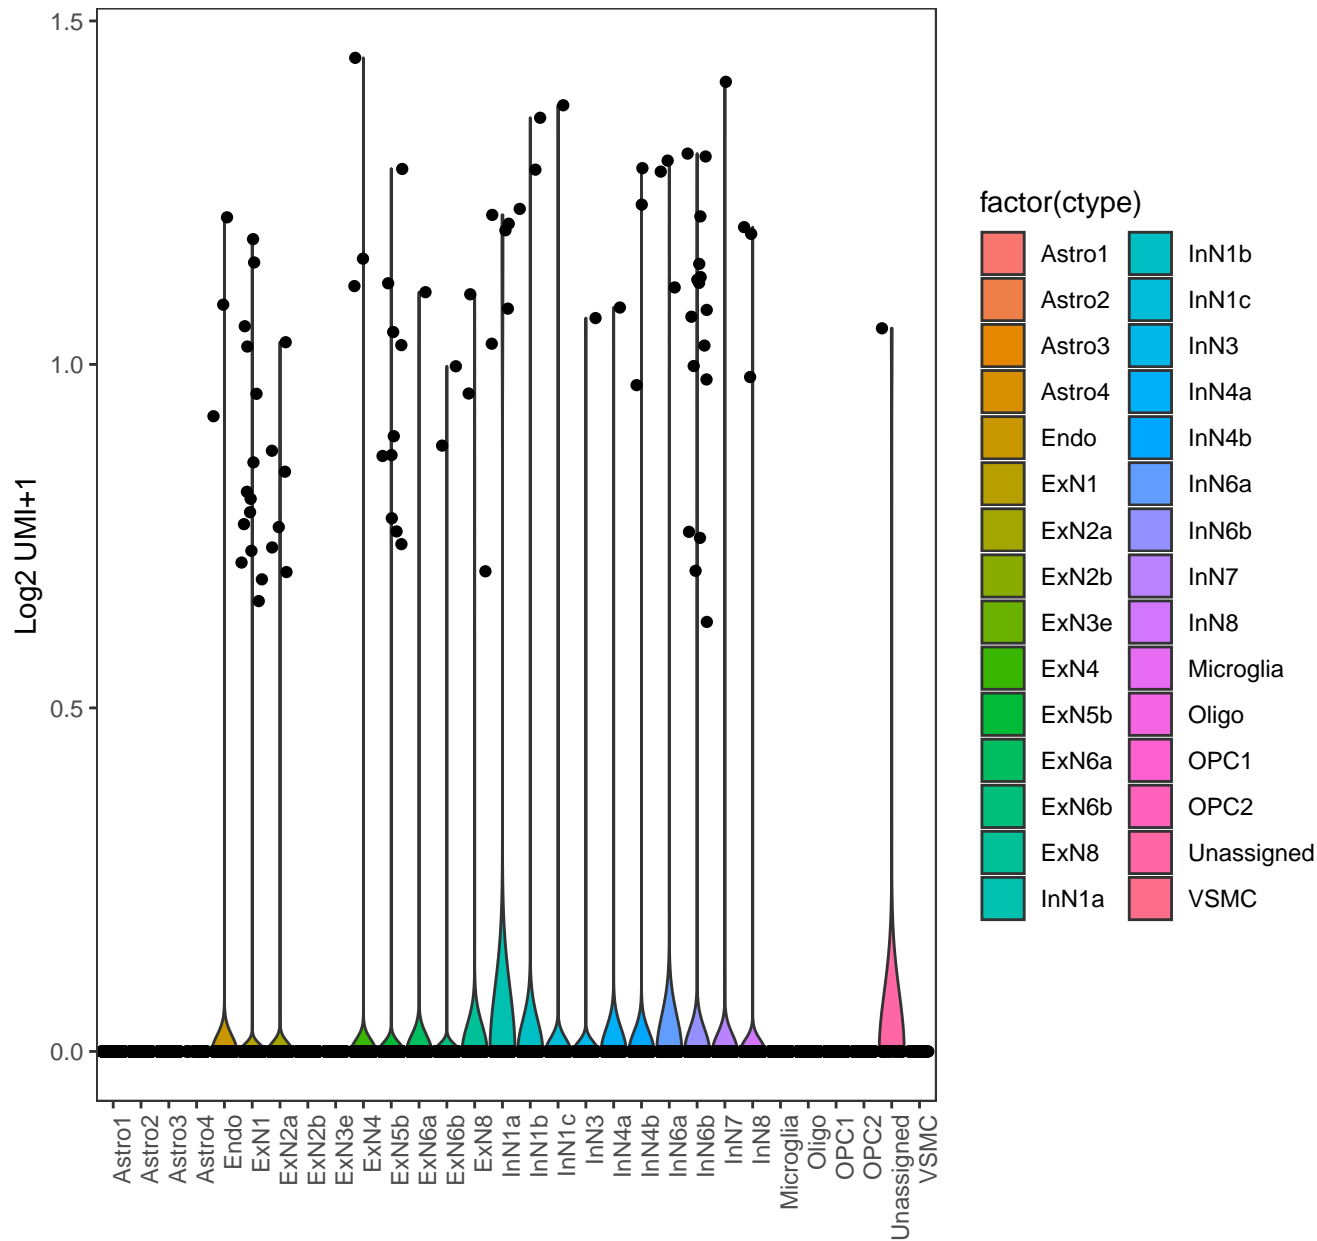 1.5
1.0
0.5
0.0
Log2 UMI+1
Astro1
Astro2
Astro3
Astro4
Endo
ExN1
ExN2a
ExN2b
ExN3e
ExN4
ExN5b
ExN6a
ExN6b
ExN8
InN1a
InN1b
InN1c
InN3
InN4a
InN4b
InN6a
InN6b
InN7
InN8
Microglia
Oligo
OPC1
OPC2
Unassigned
VSMC
factor(ctype)
Astro1
Astro2
Astro3
Astro4
Endo
ExN1
ExN2a
ExN2b
ExN3e
ExN4
ExN5b
ExN6a
ExN6b
ExN8
InN1a
InN1b
InN1c
InN3
InN4a
InN4b
InN6a
InN6b
InN7
InN8
Microglia
Oligo
OPC1
OPC2
Unassigned
VSMC